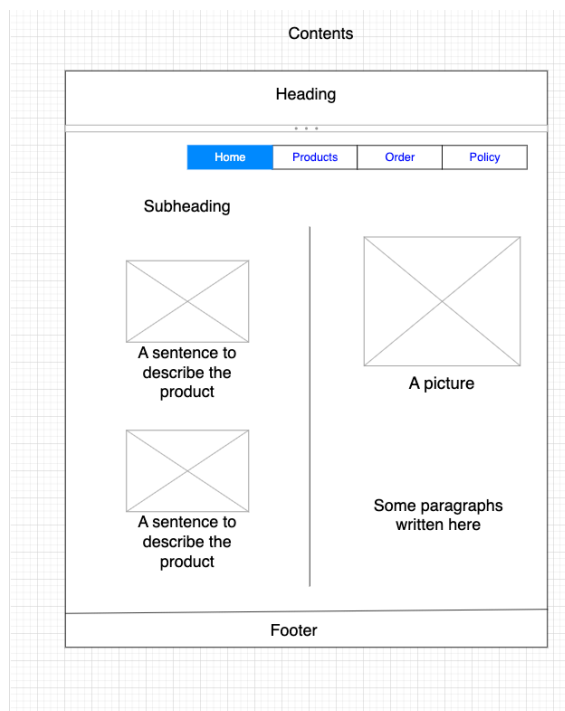 Contents
Heading
Home Products Order Policy
Subheading
A sentence to
describe the
product
A picture
A sentence to
describe the
product
Some paragraphs
written here
Footer